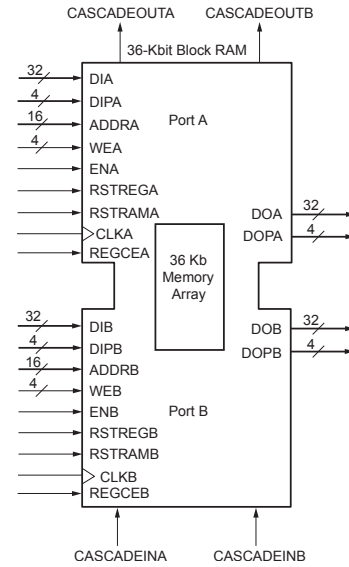 CASCADEOUTA CASCADEOUTB
36-Kbit Block RAM
32 DIA
4 DIPA
16 ADDRA Port A
4 WEA
ENA
RSTREGA
RSTRAMA DOA 32
CLKA DOPA 4
REGCEA
36 Kb
Memory
Array
32 DIB DOB 32
4 DIPB DOPB 4
16 ADDRB
4 WEB
ENB Port B
RSTREGB
RSTRAMB
CLKB
REGCEB
CASCADEINA CASCADEINB